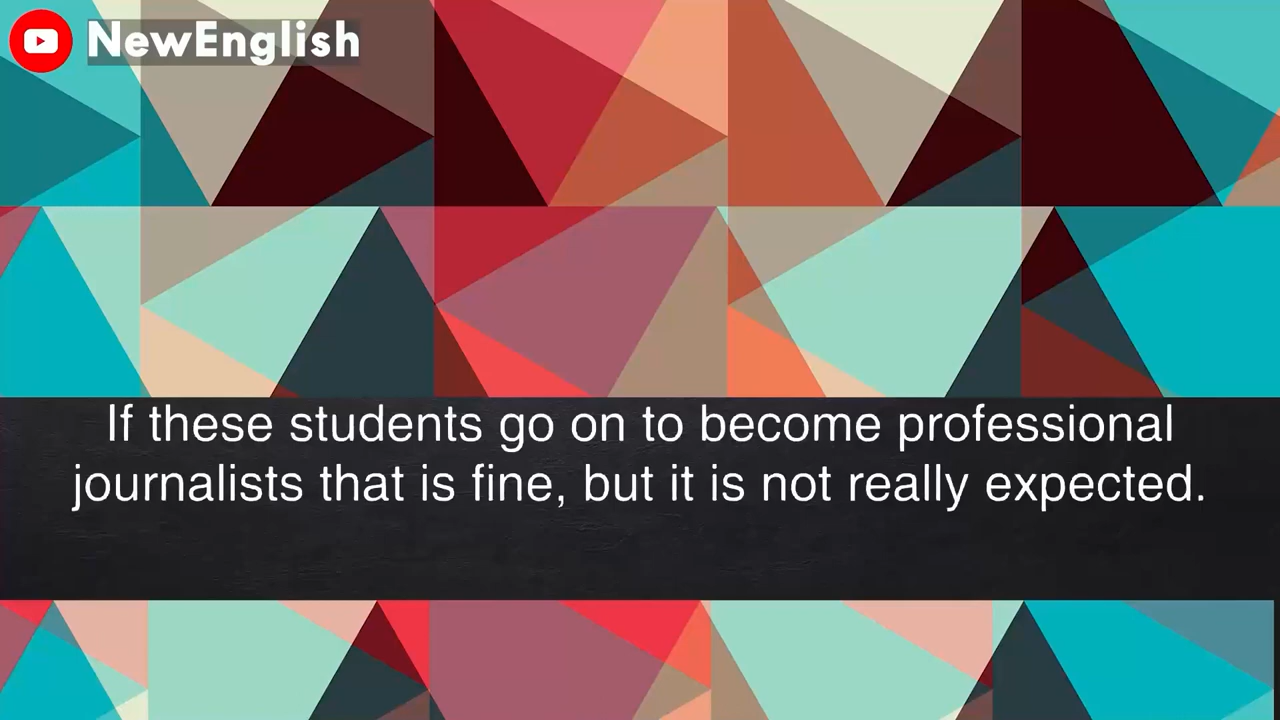 NewEnglish
If these students go on to become professional
journalists that is fine, but it is not really expected.